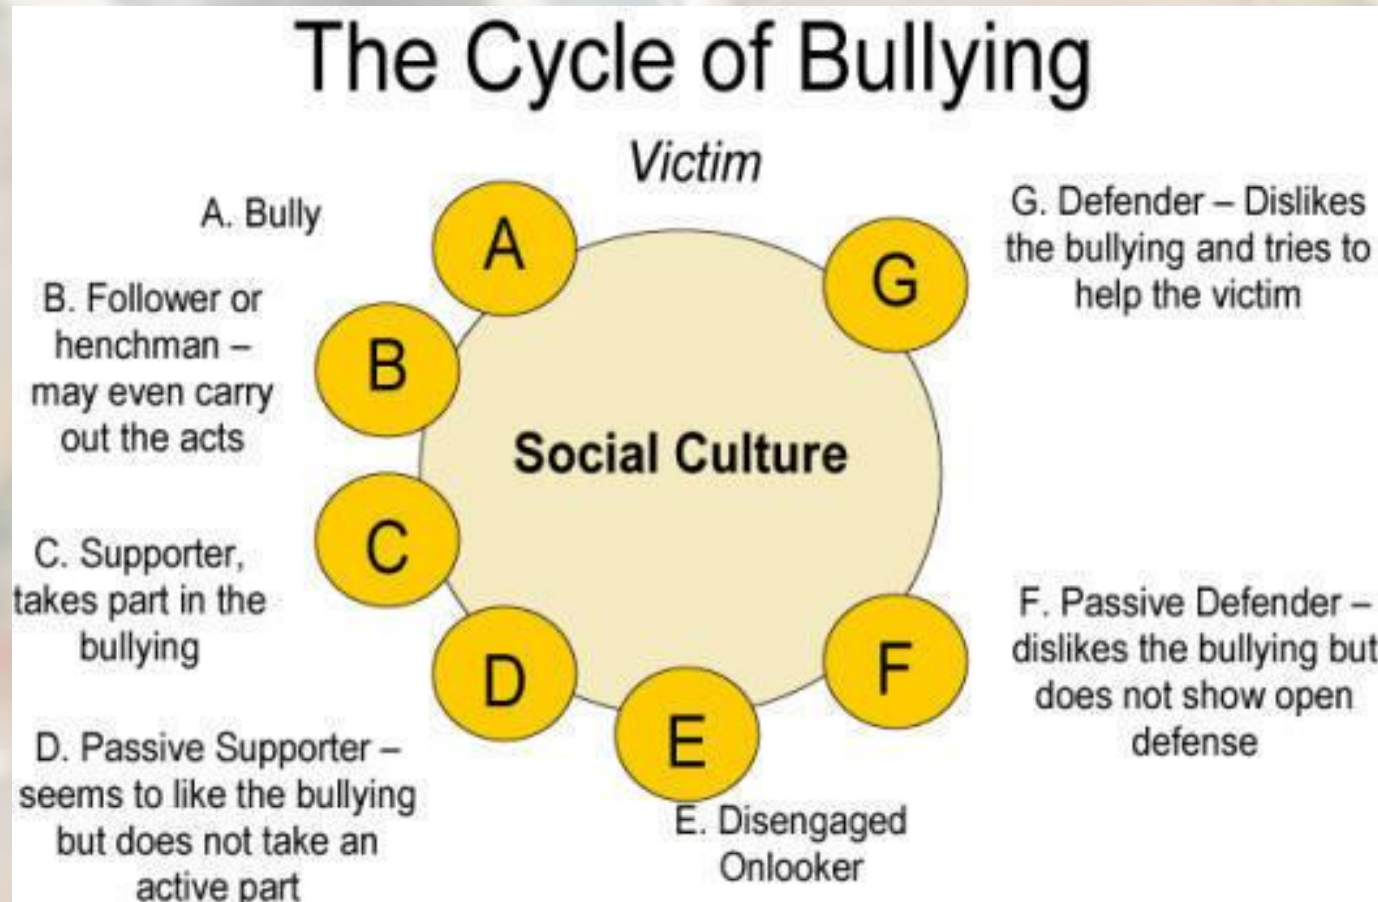 The Cycle of Bullying
Victim
A. Bully
B. Follower or
henchman –
may even carry
out the acts
C. Supporter,
takes part in the
bullying
D. Passive Supporter –
seems to like the bullying
but does not take an
active part
E. Disengaged
Onlooker
F. Passive Defender –
dislikes the bullying but
does not show open
defense
G. Defender – Dislikes
the bullying and tries to
help the victim
A
B
C
D
E
F
G
Social Culture